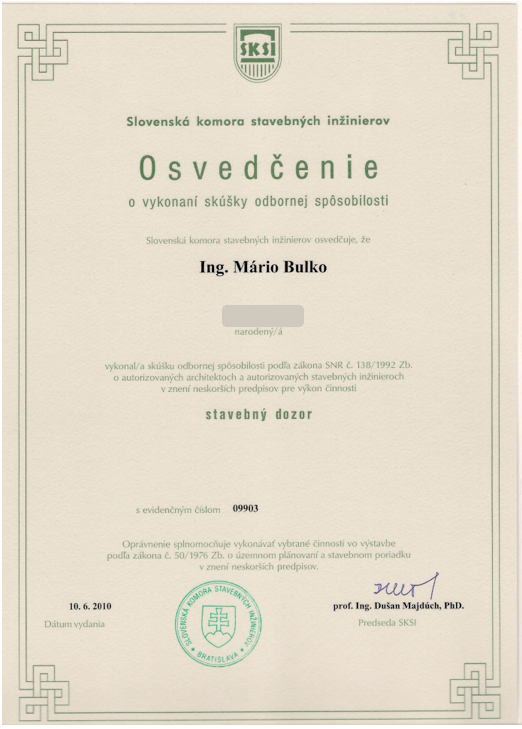 SKSI
Slovenská komora stavebných inžinierov
Osvedčenie
o vykonaní skúšky odbornej spôsobilosti
Slovenská komora stavebných inžinierov osvedčuje, že
Ing. Mário Bulko
narodený/á
vykonal/a skúšku odbornej spôsobilosti podľa zákona SNR č. 138/1992 Zb.
o autorizovaných architektoch a autorizovaných stavebných inžinieroch
v znení neskorších predpisov pre výkon činnosti
stavebný dozor
s evidenčným číslom 09903
Oprávnenie splnomocňuje vykonávať vybrané činnosti vo výstavbe
podľa zákona č. 50/1976 Zb. o územnom plánovaní a stavebnom poriadku
v znení neskorších predpisov.
10. 6. 2010
Dátum vydania
SLOVENSKÁ KOMORA STAVEBNÝCH INŽINIEROV
BRATISLAVA
prof. Ing. Dušan Majdúch, PhD.
Predseda SKSI